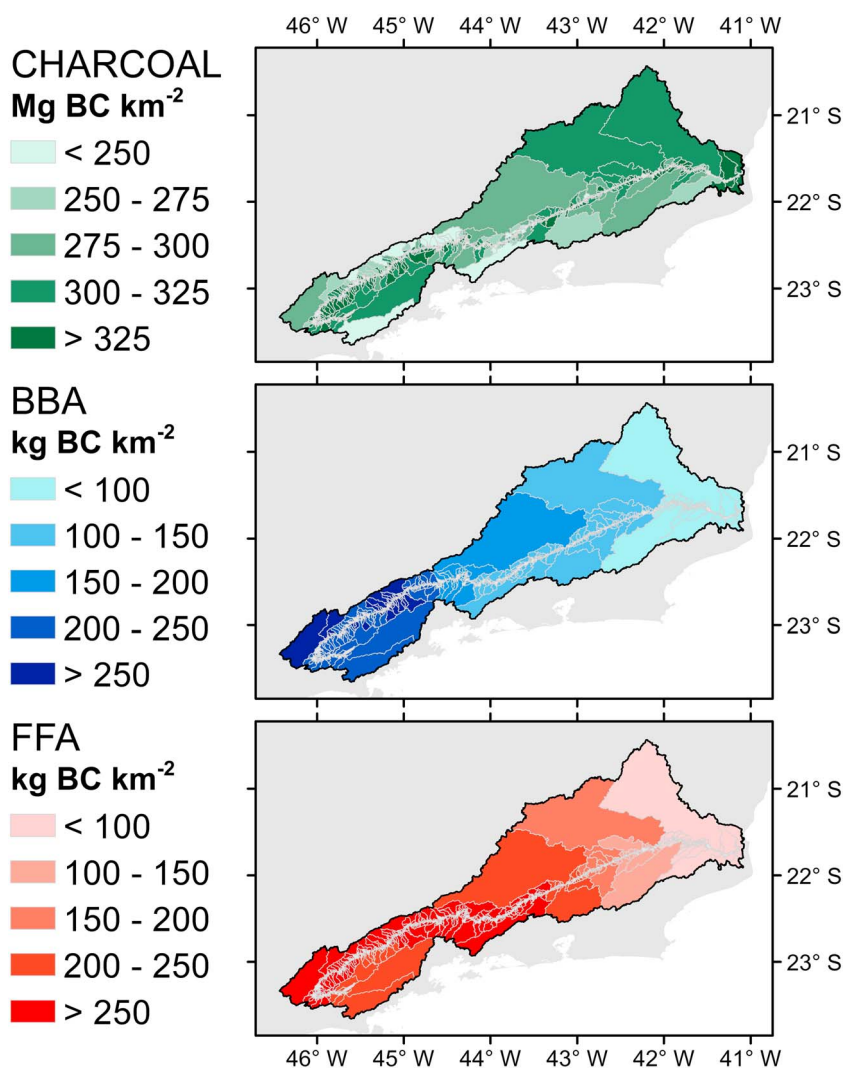 46° W 45° W 44° W 43° W 42° W 41° W
CHARCOAL
Mg BC km⁻²
< 250
250 - 275
275 - 300
300 - 325
> 325
21° S
22° S
23° S
BBA
kg BC km⁻²
< 100
100 - 150
150 - 200
200 - 250
> 250
21° S
22° S
23° S
FFA
kg BC km⁻²
< 100
100 - 150
150 - 200
200 - 250
> 250
21° S
22° S
23° S
46° W 45° W 44° W 43° W 42° W 41° W